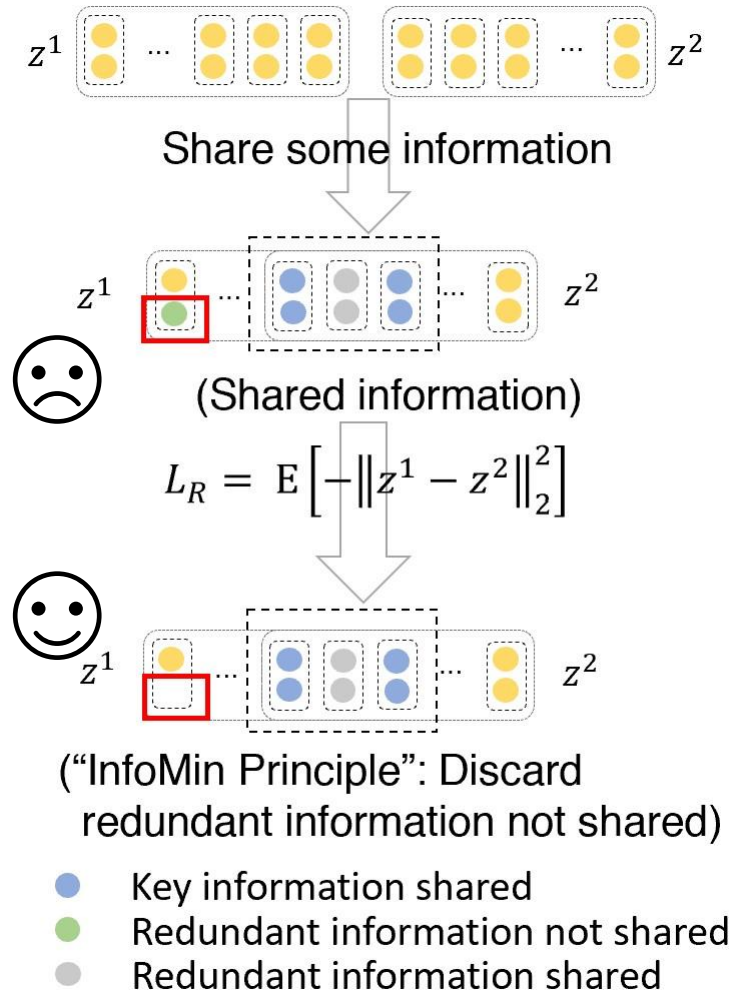 z¹ ... ... z²
Share some information
z¹ ... ... z²
(Shared information)
L_R = E[−‖z¹ − z²‖₂²]
z¹ ... ... z²
(“InfoMin Principle”: Discard
redundant information not shared)
Key information shared
Redundant information not shared
Redundant information shared